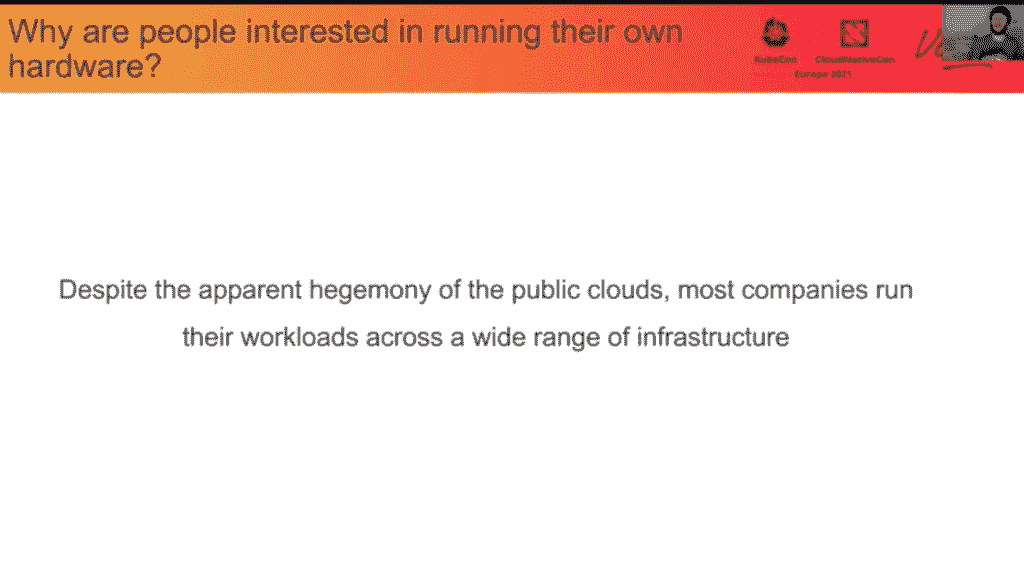 Why are people interested in running their own
hardware?
KubeCon
CloudNativeCon
Europe 2021
Despite the apparent hegemony of the public clouds, most companies run
their workloads across a wide range of infrastructure